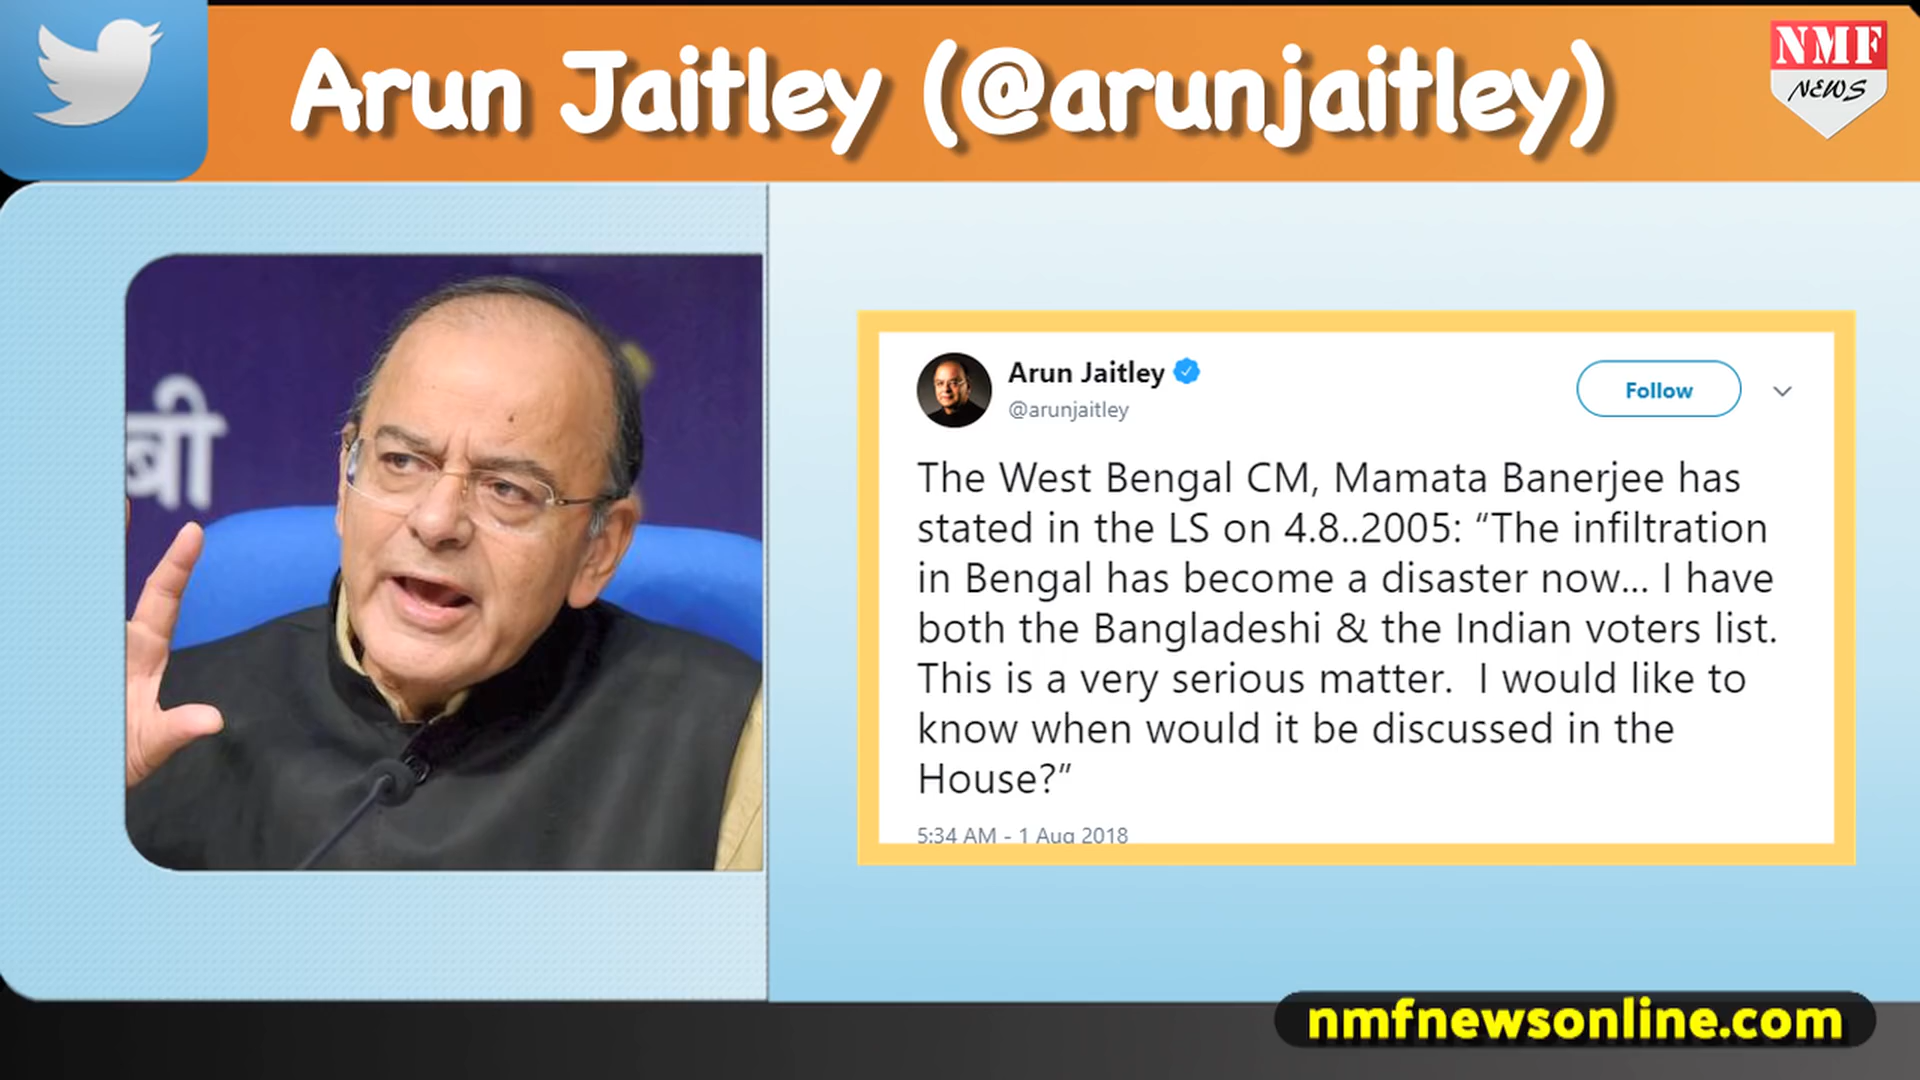 Arun Jaitley (@arunjaitley)
NMF
NEWS
बी
Arun Jaitley
@arunjaitley
Follow
The West Bengal CM, Mamata Banerjee has
stated in the LS on 4.8..2005: “The infiltration
in Bengal has become a disaster now... I have
both the Bangladeshi & the Indian voters list.
This is a very serious matter.  I would like to
know when would it be discussed in the
House?”
5:34 AM - 1 Aug 2018
nmfnewsonline.com